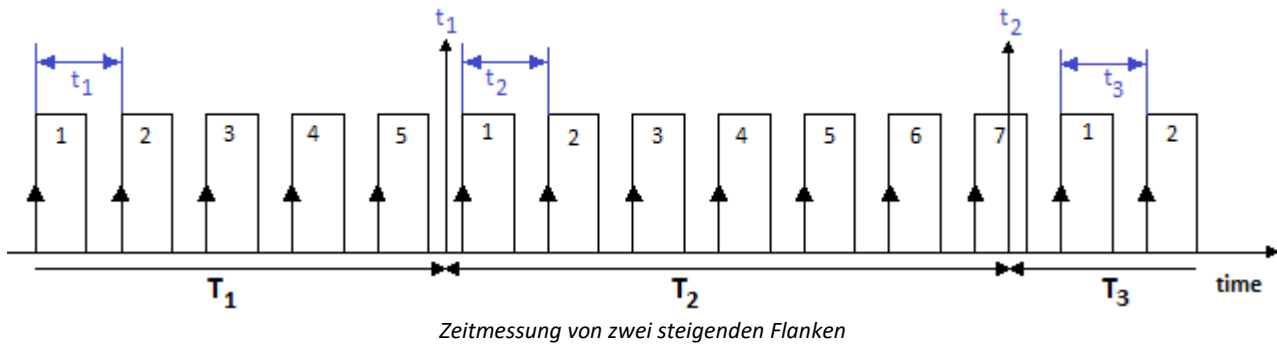 t1 t2
t1 t2 t3
1 2 3 4 5 1 2 3 4 5 6 7 1 2
T1 T2 T3 time
Zeitmessung von zwei steigenden Flanken